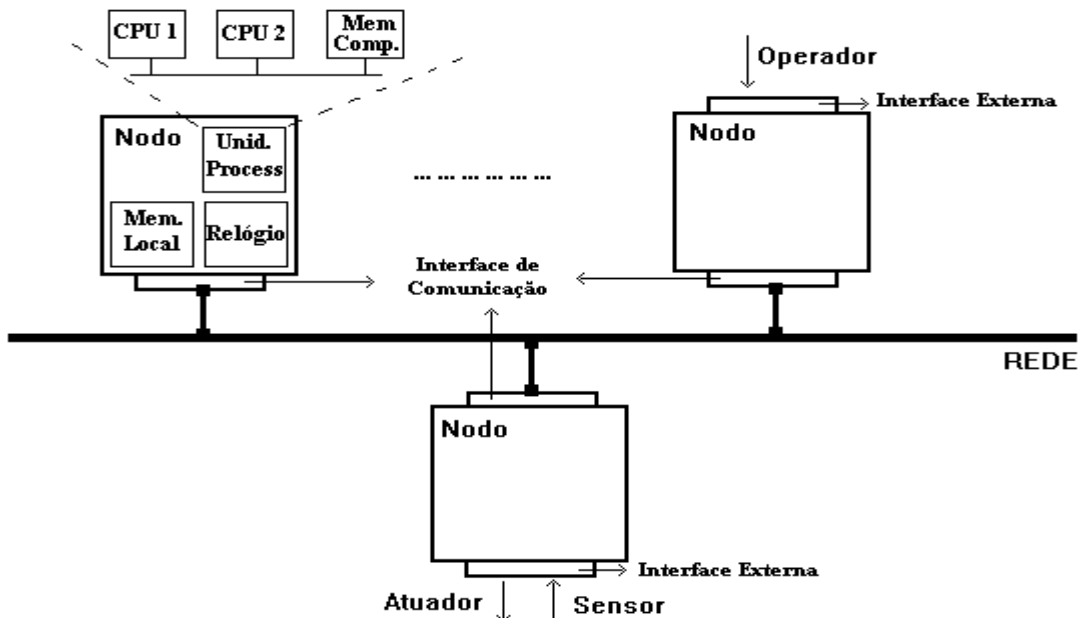 CPU 1
CPU 2
Mem
Comp.
Operador
Interface Externa
Nodo
Unid.
Process
Mem.
Local
Relógio
Nodo
Interface de
Comunicação
REDE
Nodo
Interface Externa
Atuador
Sensor